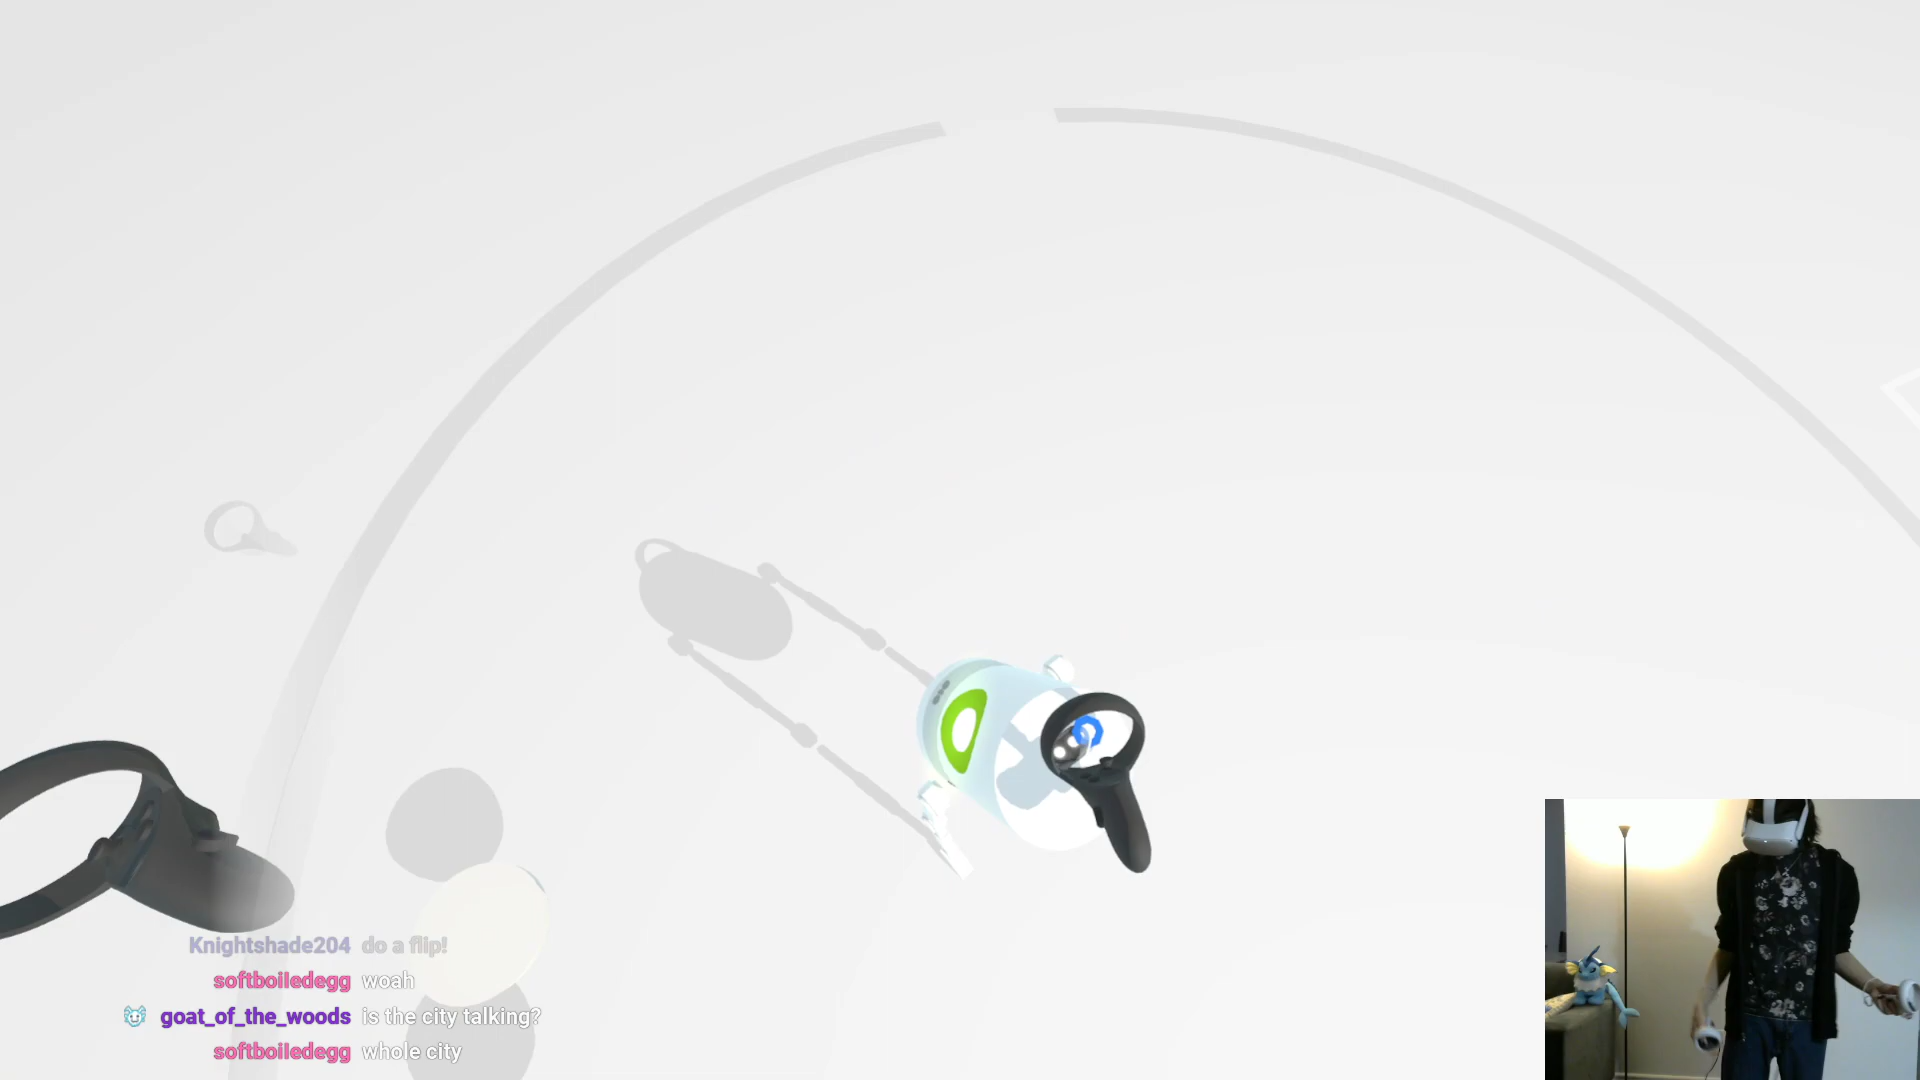 Knightshade204 do a flip!
softboiledegg woah
goat_of_the_woods is the city talking?
softboiledegg whole city